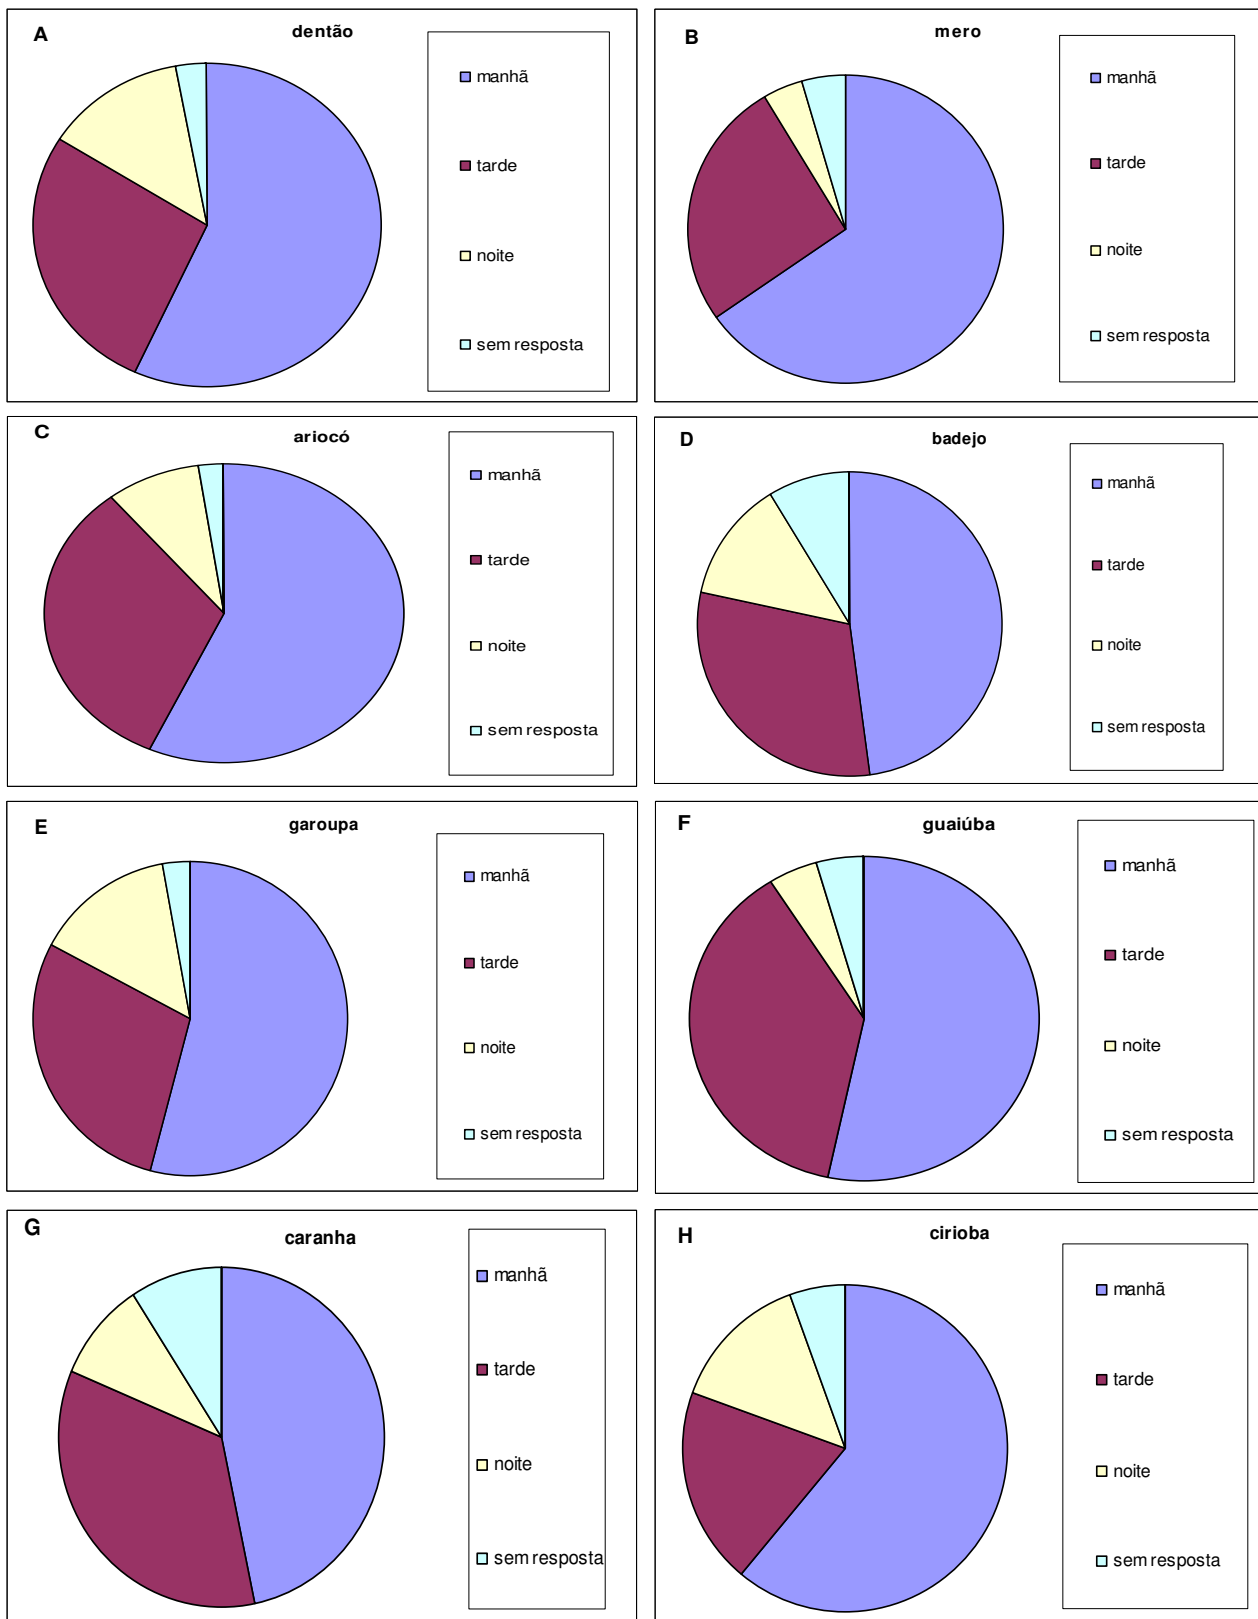 A
dentão
manhã
tarde
noite
sem resposta
B
mero
manhã
tarde
noite
sem resposta
C
ariocó
manhã
tarde
noite
sem resposta
D
badejo
manhã
tarde
noite
sem resposta
E
garoupa
manhã
tarde
noite
sem resposta
F
guaiúba
manhã
tarde
noite
sem resposta
G
caranha
manhã
tarde
noite
sem resposta
H
cirioba
manhã
tarde
noite
sem resposta